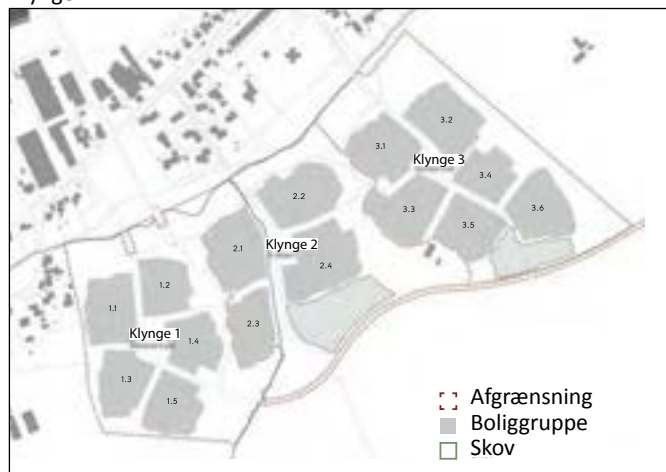 3.2
3.1
Klynge 3
3.4
2.2
3.3
3.6
3.5
2.1
Klynge 2
2.4
1.2
1.1
2.3
Klynge 1
1.4
1.3
1.5
Afgrænsning
Boliggruppe
Skov